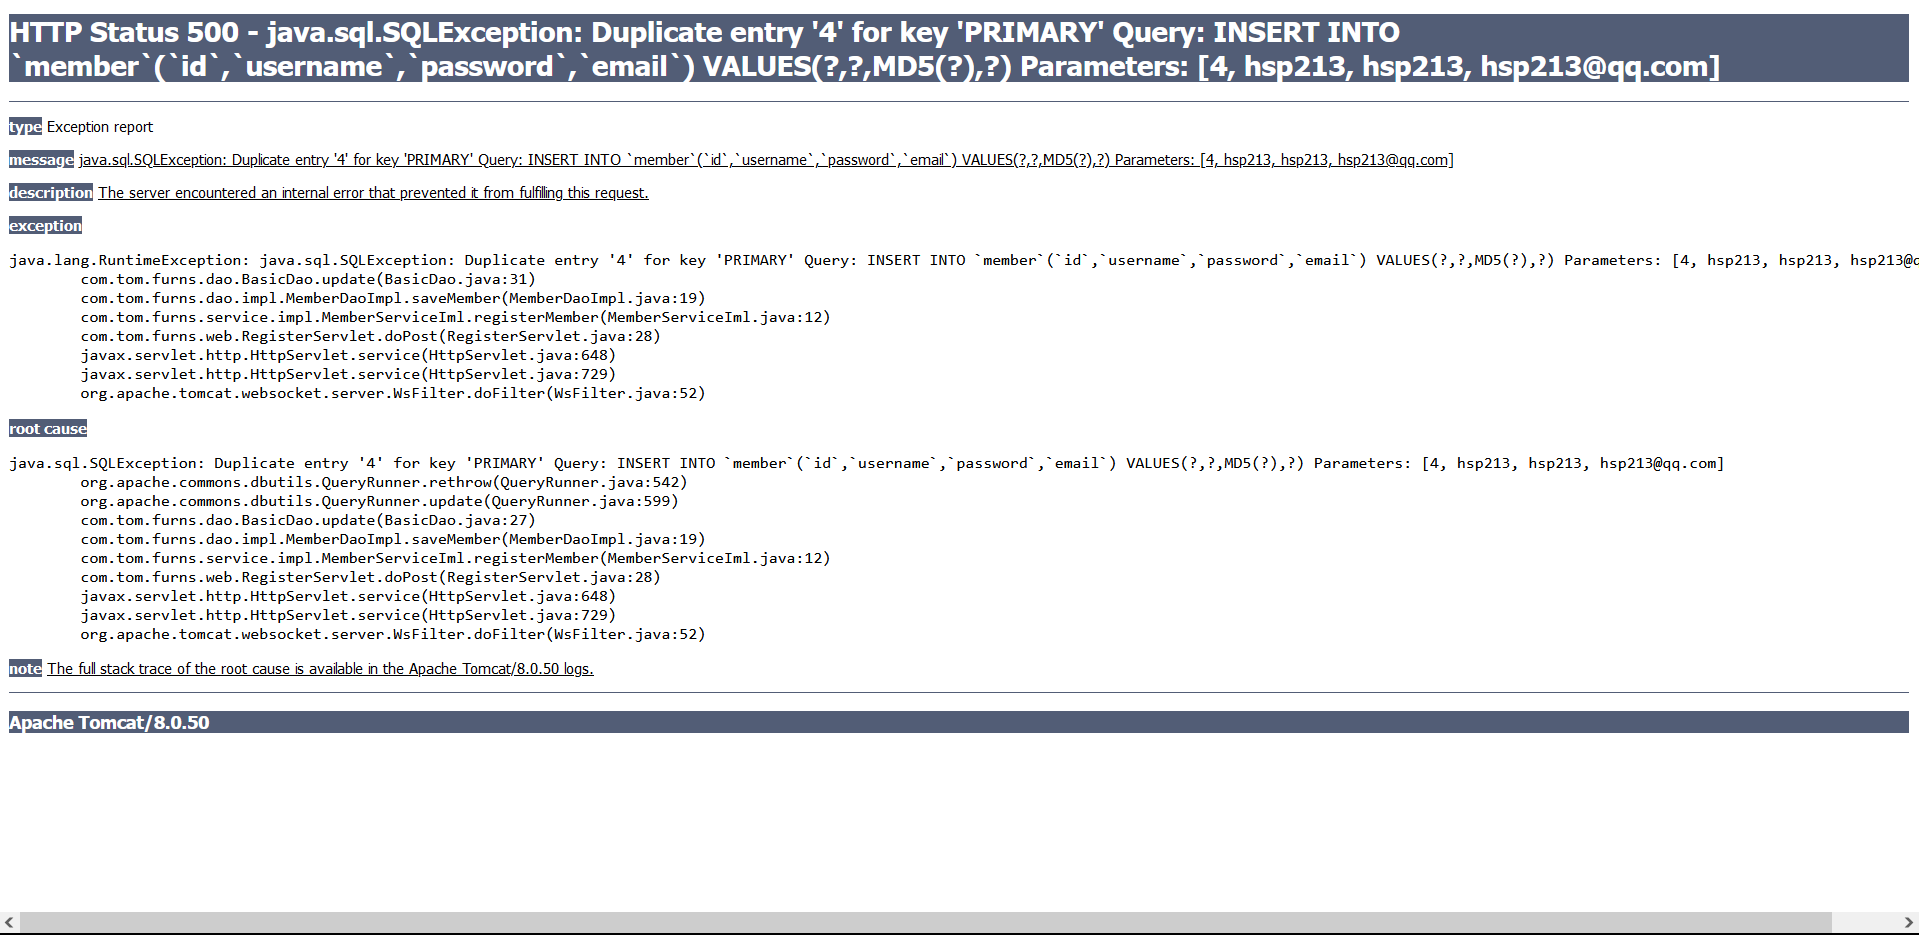 HTTP Status 500 - java.sql.SQLException: Duplicate entry '4' for key 'PRIMARY' Query: INSERT INTO
`member`(`id`,`username`,`password`,`email`) VALUES(?,?,MD5(?),?) Parameters: [4, hsp213, hsp213, hsp213@qq.com]
type Exception report
message java.sql.SQLException: Duplicate entry '4' for key 'PRIMARY' Query: INSERT INTO `member`(`id`,`username`,`password`,`email`) VALUES(?,?,MD5(?),?) Parameters: [4, hsp213, hsp213, hsp213@qq.com]
description The server encountered an internal error that prevented it from fulfilling this request.
exception
java.lang.RuntimeException: java.sql.SQLException: Duplicate entry '4' for key 'PRIMARY' Query: INSERT INTO `member`(`id`,`username`,`password`,`email`) VALUES(?,?,MD5(?),?) Parameters: [4, hsp213, hsp213, hsp213@
com.tom.furns.dao.BasicDao.update(BasicDao.java:31)
com.tom.furns.dao.impl.MemberDaoImpl.saveMember(MemberDaoImpl.java:19)
com.tom.furns.service.impl.MemberServiceIml.registerMember(MemberServiceIml.java:12)
com.tom.furns.web.RegisterServlet.doPost(RegisterServlet.java:28)
javax.servlet.http.HttpServlet.service(HttpServlet.java:648)
javax.servlet.http.HttpServlet.service(HttpServlet.java:729)
org.apache.tomcat.websocket.server.WsFilter.doFilter(WsFilter.java:52)
root cause
java.sql.SQLException: Duplicate entry '4' for key 'PRIMARY' Query: INSERT INTO `member`(`id`,`username`,`password`,`email`) VALUES(?,?,MD5(?),?) Parameters: [4, hsp213, hsp213, hsp213@qq.com]
org.apache.commons.dbutils.QueryRunner.rethrow(QueryRunner.java:542)
org.apache.commons.dbutils.QueryRunner.update(QueryRunner.java:599)
com.tom.furns.dao.BasicDao.update(BasicDao.java:27)
com.tom.furns.dao.impl.MemberDaoImpl.saveMember(MemberDaoImpl.java:19)
com.tom.furns.service.impl.MemberServiceIml.registerMember(MemberServiceIml.java:12)
com.tom.furns.web.RegisterServlet.doPost(RegisterServlet.java:28)
javax.servlet.http.HttpServlet.service(HttpServlet.java:648)
javax.servlet.http.HttpServlet.service(HttpServlet.java:729)
org.apache.tomcat.websocket.server.WsFilter.doFilter(WsFilter.java:52)
note The full stack trace of the root cause is available in the Apache Tomcat/8.0.50 logs.
Apache Tomcat/8.0.50